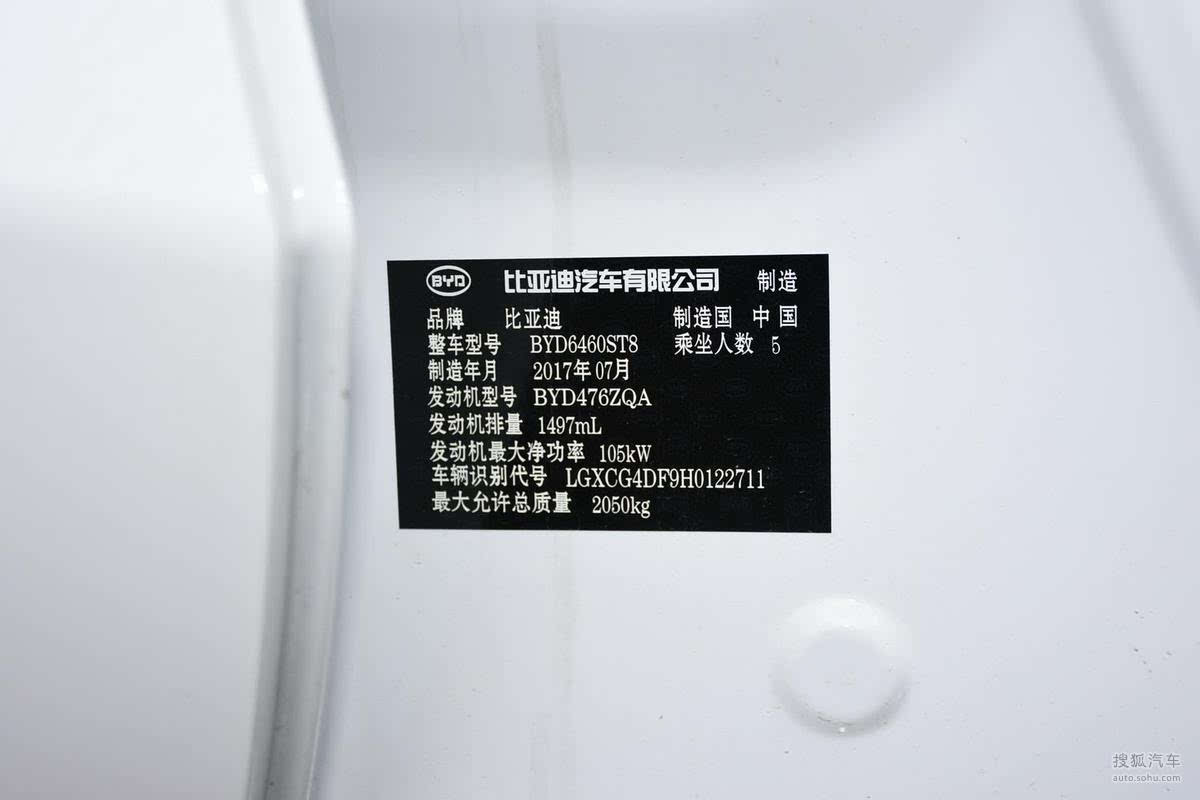 BYD 比亚迪汽车有限公司 制造
品牌 比亚迪 制造国 中国
整车型号 BYD6460ST8 乘坐人数 5
制造年月 2017年07月
发动机型号 BYD476ZQA
发动机排量 1497mL
发动机最大净功率 105kW
车辆识别代号 LGXCG4DF9H0122711
最大允许总质量 2050kg
搜狐汽车
auto.sohu.com